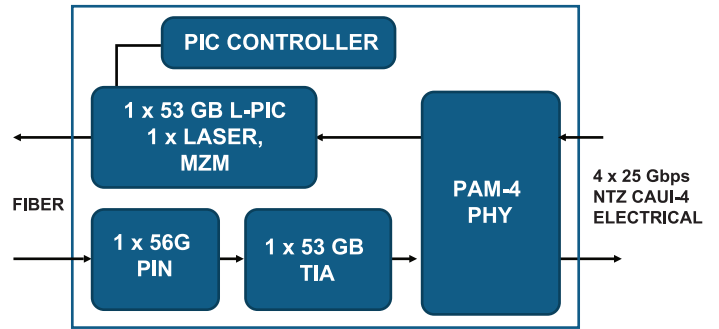 PIC CONTROLLER
1 x 53 GB L-PIC
1 x LASER,
MZM
PAM-4
PHY
4 x 25 Gbps
NTZ CAUI-4
ELECTRICAL
FIBER
1 x 56G
PIN
1 x 53 GB
TIA